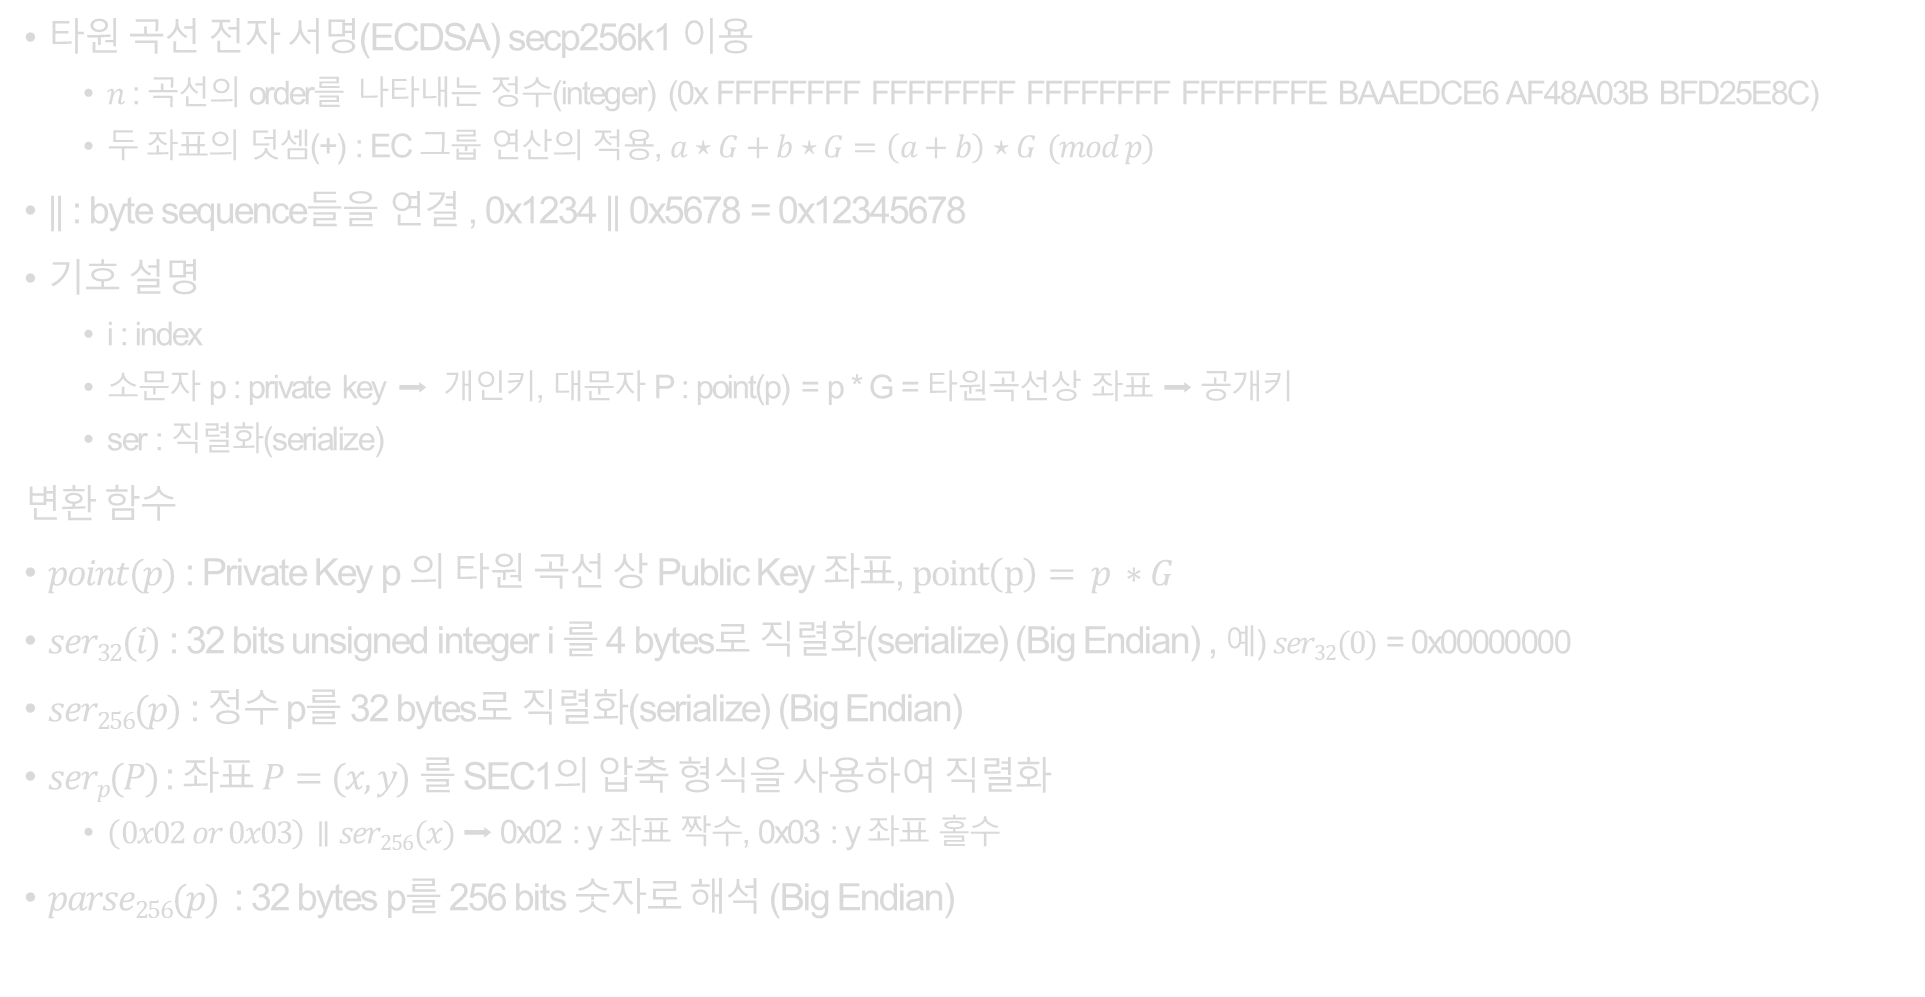 • 타원 곡선 전자 서명(ECDSA) secp256k1 이용
• n : 곡선의 order를 나타내는 정수(integer) (0x FFFFFFFF FFFFFFFF FFFFFFFF FFFFFFFE BAAEDCE6 AF48A03B BFD25E8C)
• 두 좌표의 덧셈(+) : EC 그룹 연산의 적용, a ⋆ G + b ⋆ G = (a + b) ⋆ G (mod p)
• || : byte sequence들을 연결 , 0x1234 || 0x5678 = 0x12345678
• 기호 설명
• i : index
• 소문자 p : private key ➞ 개인키, 대문자 P : point(p) = p * G = 타원곡선상 좌표 ➞ 공개키
• ser : 직렬화(serialize)
변환 함수
• point(p) : Private Key p 의 타원 곡선 상 Public Key 좌표, point(p) = p ∗ G
• ser₃₂(i) : 32 bits unsigned integer i 를 4 bytes로 직렬화(serialize) (Big Endian) , 예) ser₃₂(0) = 0x00000000
• ser₂₅₆(p) : 정수 p를 32 bytes로 직렬화(serialize) (Big Endian)
• serₚ(P) : 좌표 P = (x, y) 를 SEC1의 압축 형식을 사용하여 직렬화
• (0x02 or 0x03) ∥ ser₂₅₆(x) ➞ 0x02 : y 좌표 짝수, 0x03 : y 좌표 홀수
• parse₂₅₆(p) : 32 bytes p를 256 bits 숫자로 해석 (Big Endian)